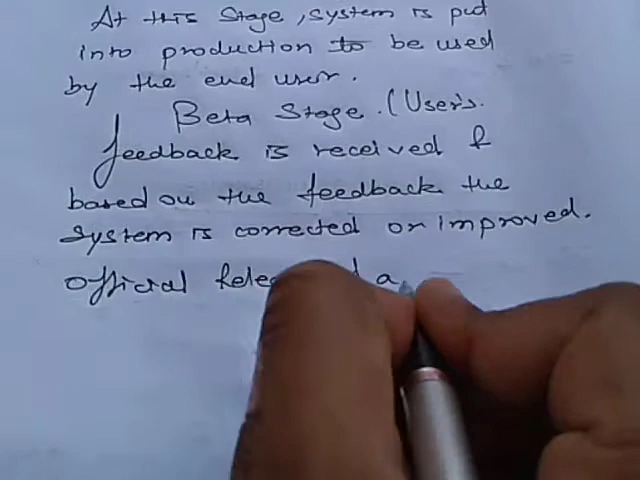 At this Stage, system is put
into production to be used
by the end user.
Beta Stage. (User's.
feedback is received &
based on the feedback the
system is corrected or improved.
official